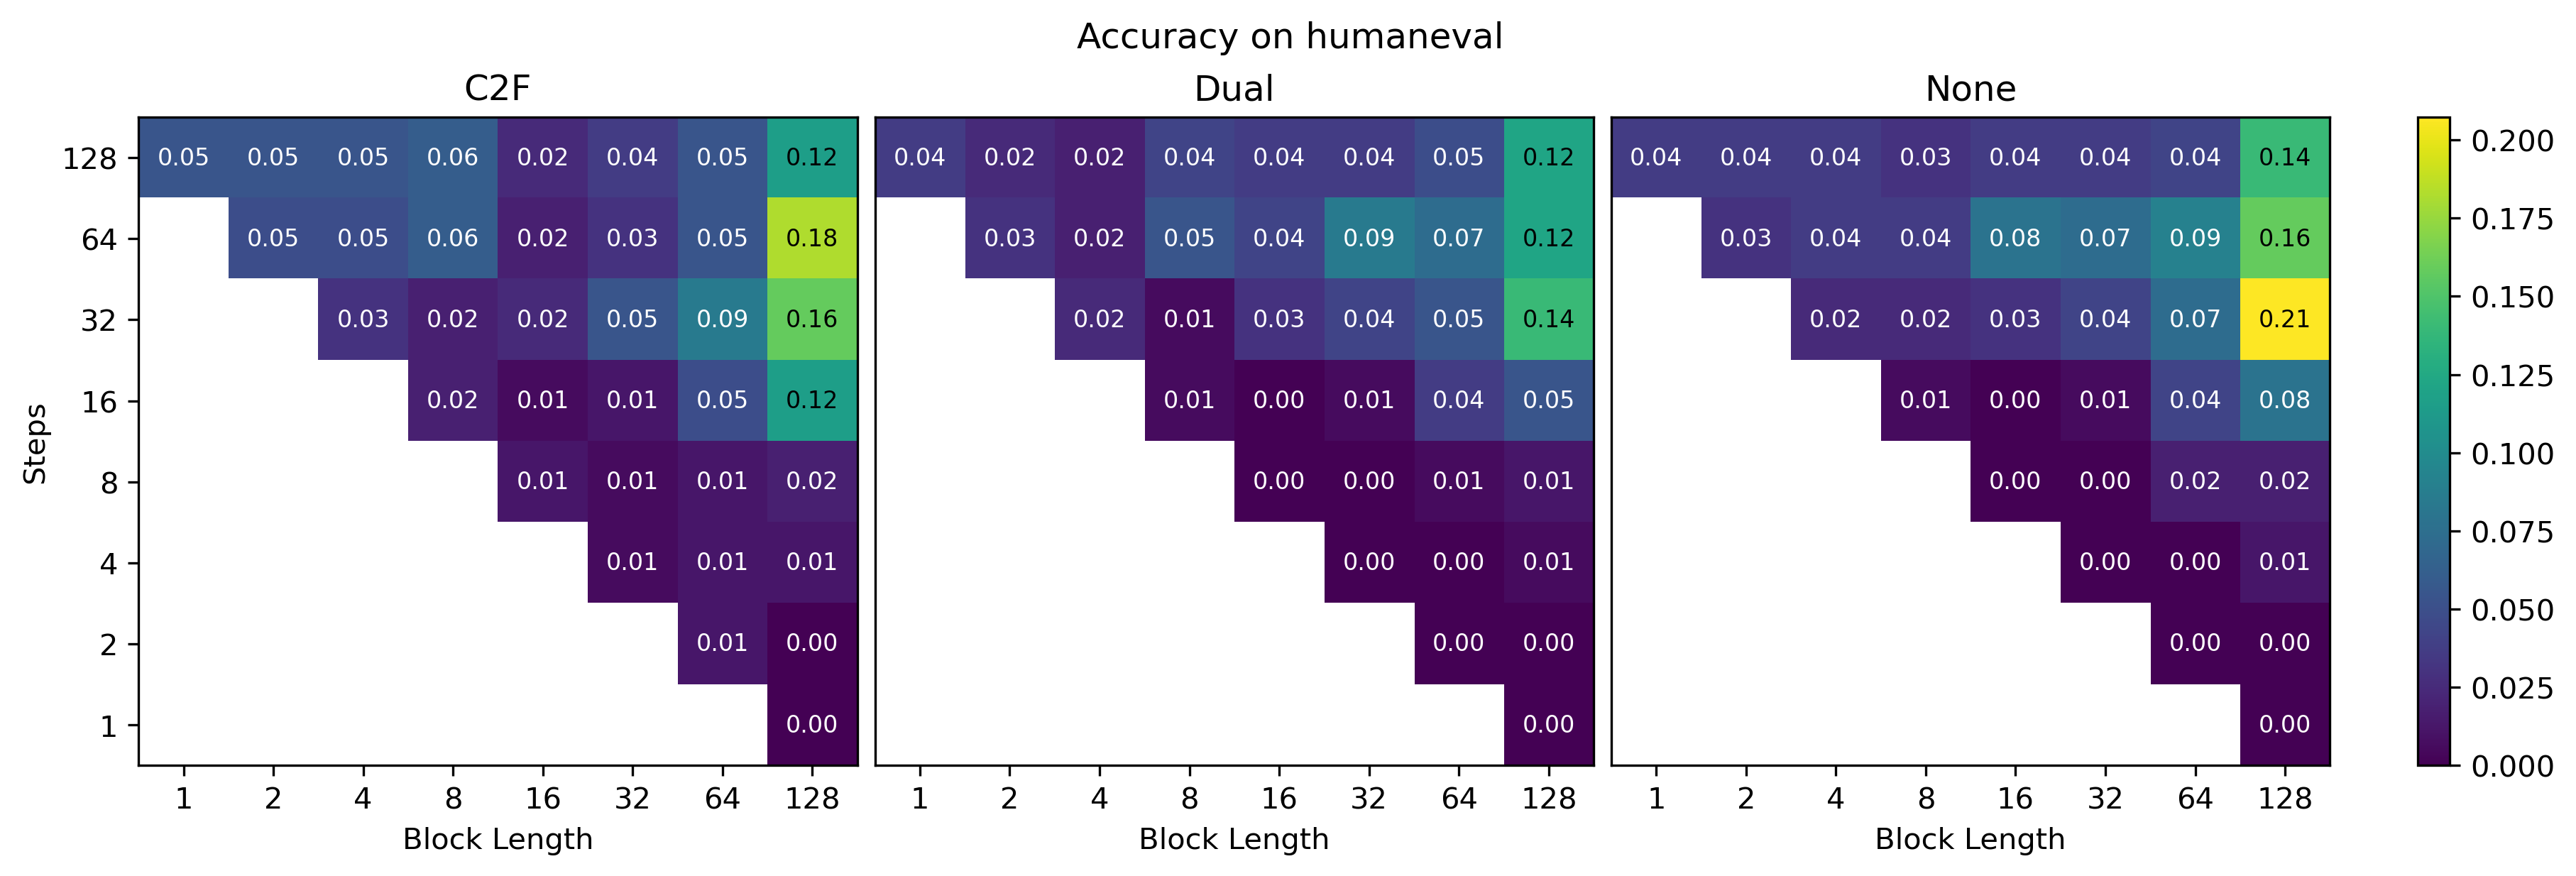 Accuracy on humaneval
C2F
Dual
None
128 0.05 0.05 0.05 0.06 0.02 0.04 0.05 0.12 0.04 0.02 0.02 0.04 0.04 0.04 0.05 0.12 0.04 0.04 0.04 0.03 0.04 0.04 0.04 0.14
64 0.05 0.05 0.06 0.02 0.03 0.05 0.18 0.03 0.02 0.05 0.04 0.09 0.07 0.12 0.03 0.04 0.04 0.08 0.07 0.09 0.16
32 0.03 0.02 0.02 0.05 0.09 0.16 0.02 0.01 0.03 0.04 0.05 0.14 0.02 0.02 0.03 0.04 0.07 0.21
16 0.02 0.01 0.01 0.05 0.12 0.01 0.00 0.01 0.04 0.05 0.01 0.00 0.01 0.04 0.08
8 0.01 0.01 0.01 0.02 0.00 0.00 0.01 0.01 0.00 0.00 0.02 0.02
4 0.01 0.01 0.01 0.00 0.00 0.01 0.00 0.00 0.01
2 0.01 0.00 0.00 0.00 0.00 0.00
1 0.00 0.00 0.00
Steps
1 2 4 8 16 32 64 128
1 2 4 8 16 32 64 128
1 2 4 8 16 32 64 128
Block Length
Block Length
Block Length
0.200
0.175
0.150
0.125
0.100
0.075
0.050
0.025
0.000